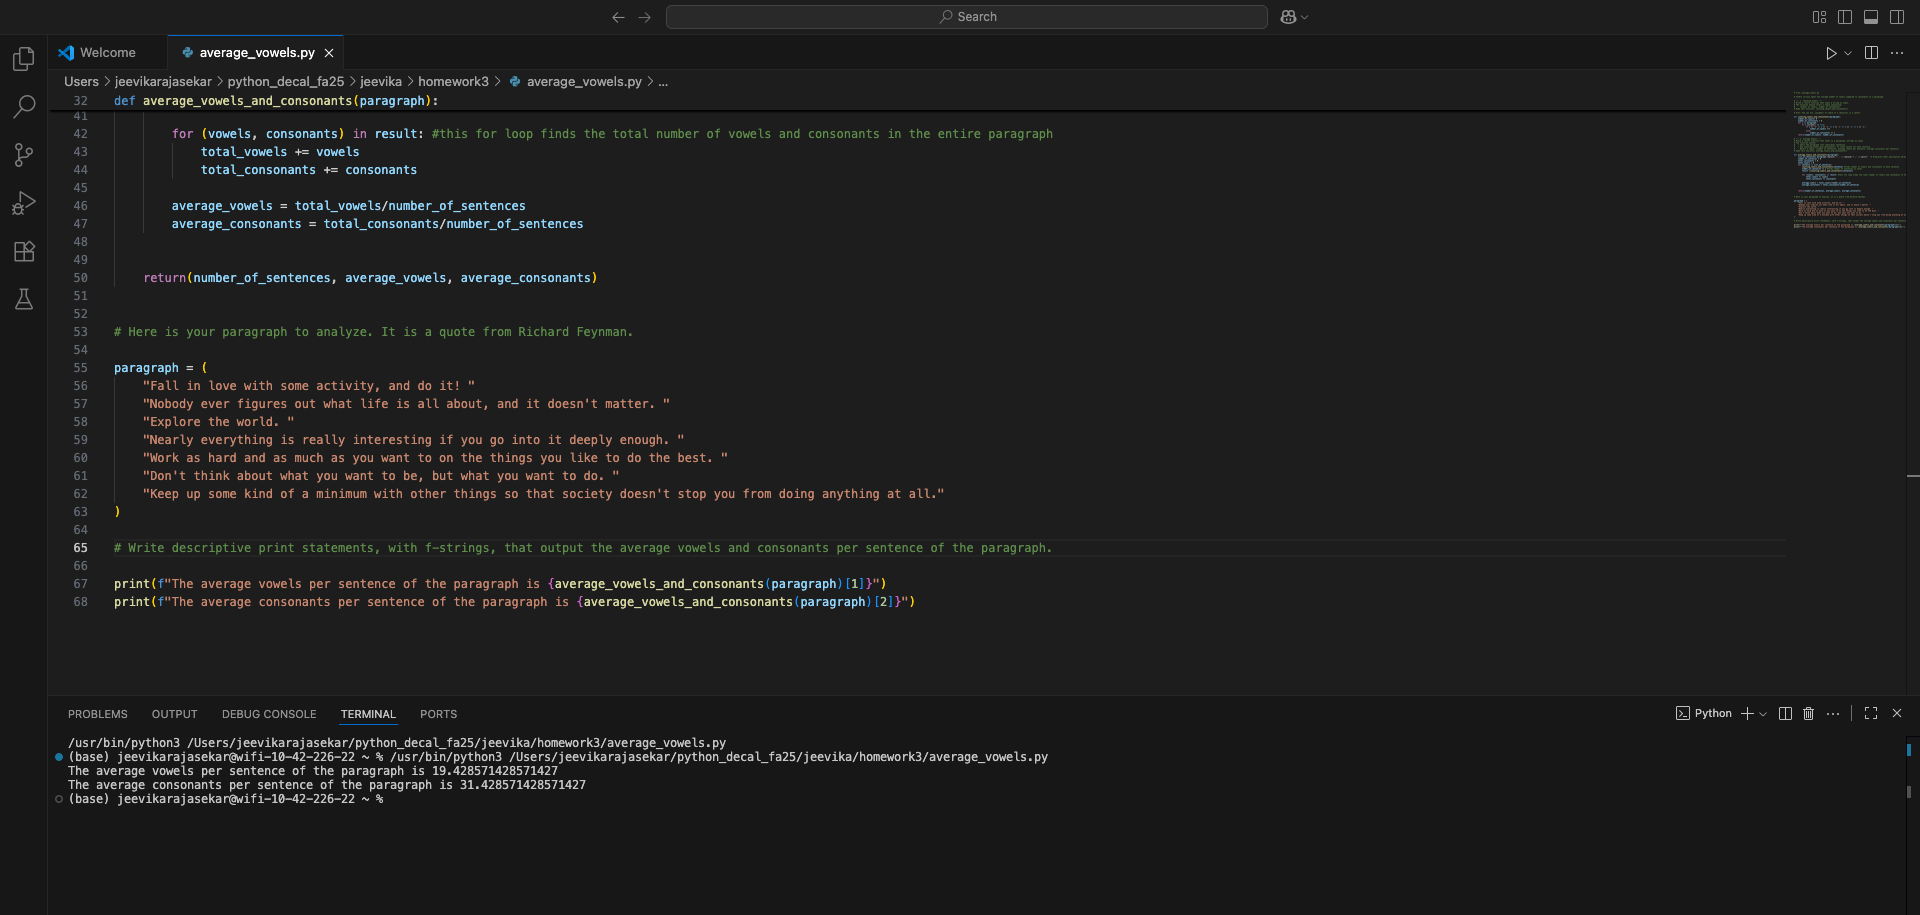 Search
Welcome
average_vowels.py
Users > jeevikarajasekar > python_decal_fa25 > jeevika > homework3 > average_vowels.py > ...
32 def average_vowels_and_consonants(paragraph):
41
42 for (vowels, consonants) in result: #this for loop finds the total number of vowels and consonants in the entire paragraph
43 total_vowels += vowels
44 total_consonants += consonants
45
46 average_vowels = total_vowels/number_of_sentences
47 average_consonants = total_consonants/number_of_sentences
48
49
50 return(number_of_sentences, average_vowels, average_consonants)
51
52
53 # Here is your paragraph to analyze. It is a quote from Richard Feynman.
54
55 paragraph = (
56 "Fall in love with some activity, and do it! "
57 "Nobody ever figures out what life is all about, and it doesn't matter. "
58 "Explore the world. "
59 "Nearly everything is really interesting if you go into it deeply enough. "
60 "Work as hard and as much as you want to on the things you like to do the best. "
61 "Don't think about what you want to be, but what you want to do. "
62 "Keep up some kind of a minimum with other things so that society doesn't stop you from doing anything at all."
63 )
64
65 # Write descriptive print statements, with f-strings, that output the average vowels and consonants per sentence of the paragraph.
66
67 print(f"The average vowels per sentence of the paragraph is {average_vowels_and_consonants(paragraph)[1]}")
68 print(f"The average consonants per sentence of the paragraph is {average_vowels_and_consonants(paragraph)[2]}")
PROBLEMS OUTPUT DEBUG CONSOLE TERMINAL PORTS
Python
/usr/bin/python3 /Users/jeevikarajasekar/python_decal_fa25/jeevika/homework3/average_vowels.py
(base) jeevikarajasekar@wifi-10-42-226-22 ~ % /usr/bin/python3 /Users/jeevikarajasekar/python_decal_fa25/jeevika/homework3/average_vowels.py
The average vowels per sentence of the paragraph is 19.428571428571427
The average consonants per sentence of the paragraph is 31.428571428571427
(base) jeevikarajasekar@wifi-10-42-226-22 ~ %